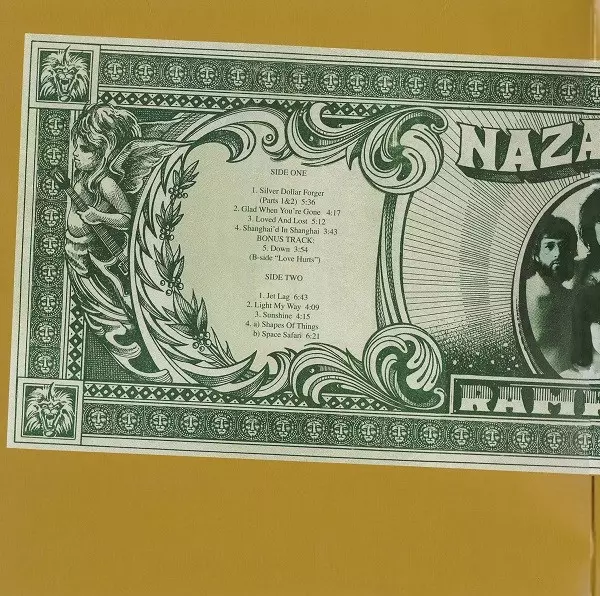 SIDE ONE
1. Silver Dollar Forger
(Parts 1&2) 5:36
2. Glad When You're Gone 4:17
3. Loved And Lost 5:12
4. Shanghai'd In Shanghai 3:43
BONUS TRACK:
5. Down 3:54
(B-side "Love Hurts")
SIDE TWO
1. Jet Lag 6:43
2. Light My Way 4:09
3. Sunshine 4:15
4. a) Shapes Of Things
b) Space Safari 6:21
NAZA
RAMP